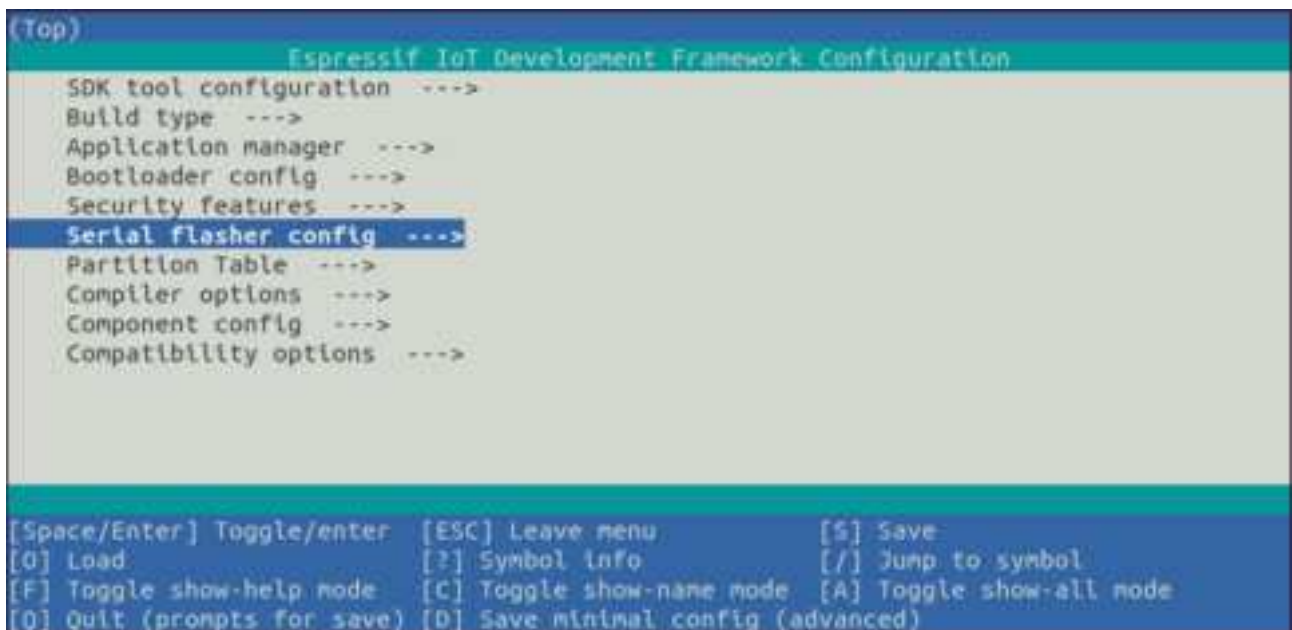 (Top)
Espressif IoT Development Framework Configuration
SDK tool configuration --->
Build type --->
Application manager --->
Bootloader config --->
Security features --->
Serial flasher config --->
Partition Table --->
Compiler options --->
Component config --->
Compatibility options --->
[Space/Enter] Toggle/enter [ESC] Leave menu [S] Save
[O] Load [?] Symbol info [/] Jump to symbol
[F] Toggle show-help mode [C] Toggle show-name mode [A] Toggle show-all mode
[Q] Quit (prompts for save) [D] Save minimal config (advanced)